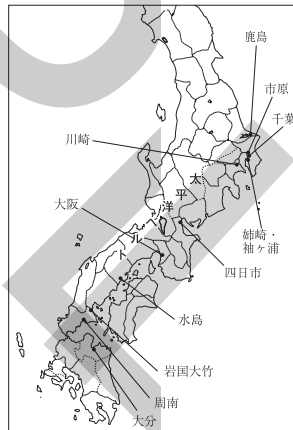 鹿島
市原
千葉
川崎
太平洋ベルト
大阪
姉崎・
袖ヶ浦
四日市
水島
岩国大竹
周南
大分